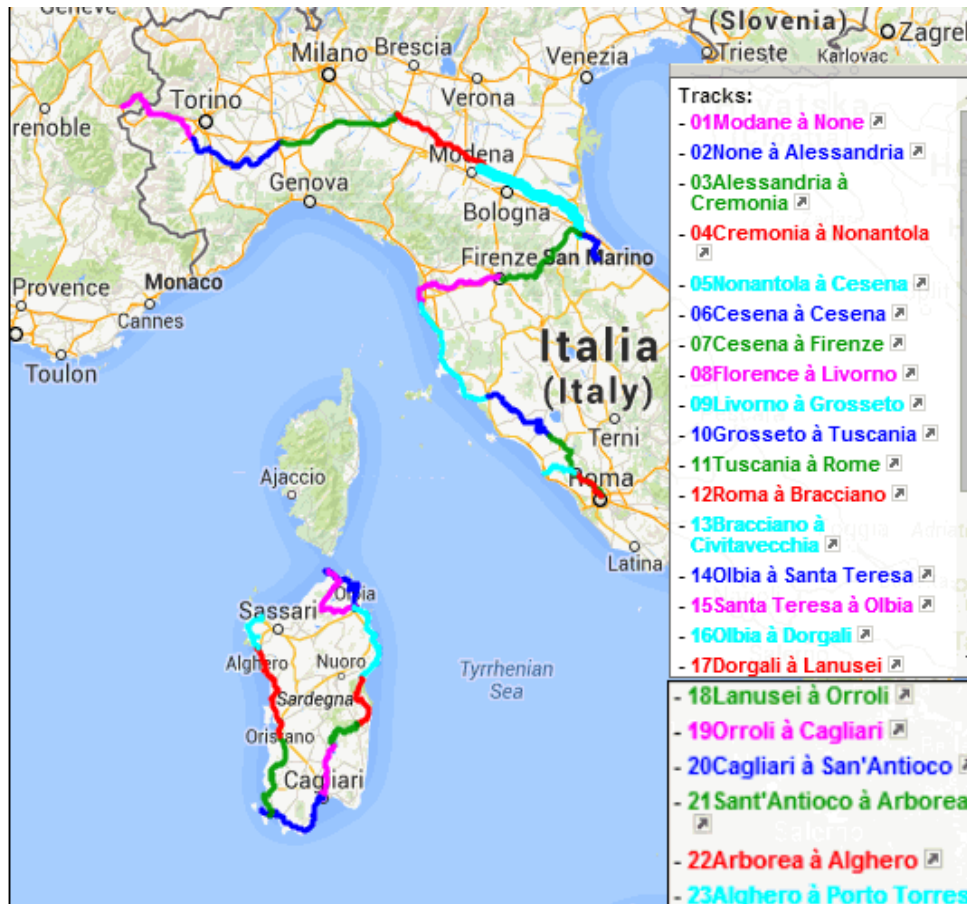 Geneve
(Slovenia)
Zagre
Milano
Brescia
Venezia
Trieste
Karlovac
Torino
Verona
renoble
Modena
Genova
Bologna
Firenze
San Marino
Provence
Monaco
Cannes
Toulon
Italia
(Italy)
Terni
Ajaccio
Roma
Latina
Olbia
Sassari
Alghero
Nuoro
Tyrrhenian
Sea
Sardegna
Oristano
Cagliari
Tracks:
- 01Modane à None
- 02None à Alessandria
- 03Alessandria à
Cremonia
- 04Cremonia à Nonantola
- 05Nonantola à Cesena
- 06Cesena à Cesena
- 07Cesena à Firenze
- 08Florence à Livorno
- 09Livorno à Grosseto
- 10Grosseto à Tuscania
- 11Tuscania à Rome
- 12Roma à Bracciano
- 13Bracciano à
Civitavecchia
- 14Olbia à Santa Teresa
- 15Santa Teresa à Olbia
- 16Olbia à Dorgali
- 17Dorgali à Lanusei
- 18Lanusei à Orroli
- 19Orroli à Cagliari
- 20Cagliari à San'Antioco
- 21Sant'Antioco à Arborea
- 22Arborea à Alghero
- 23Alghero à Porto Torres